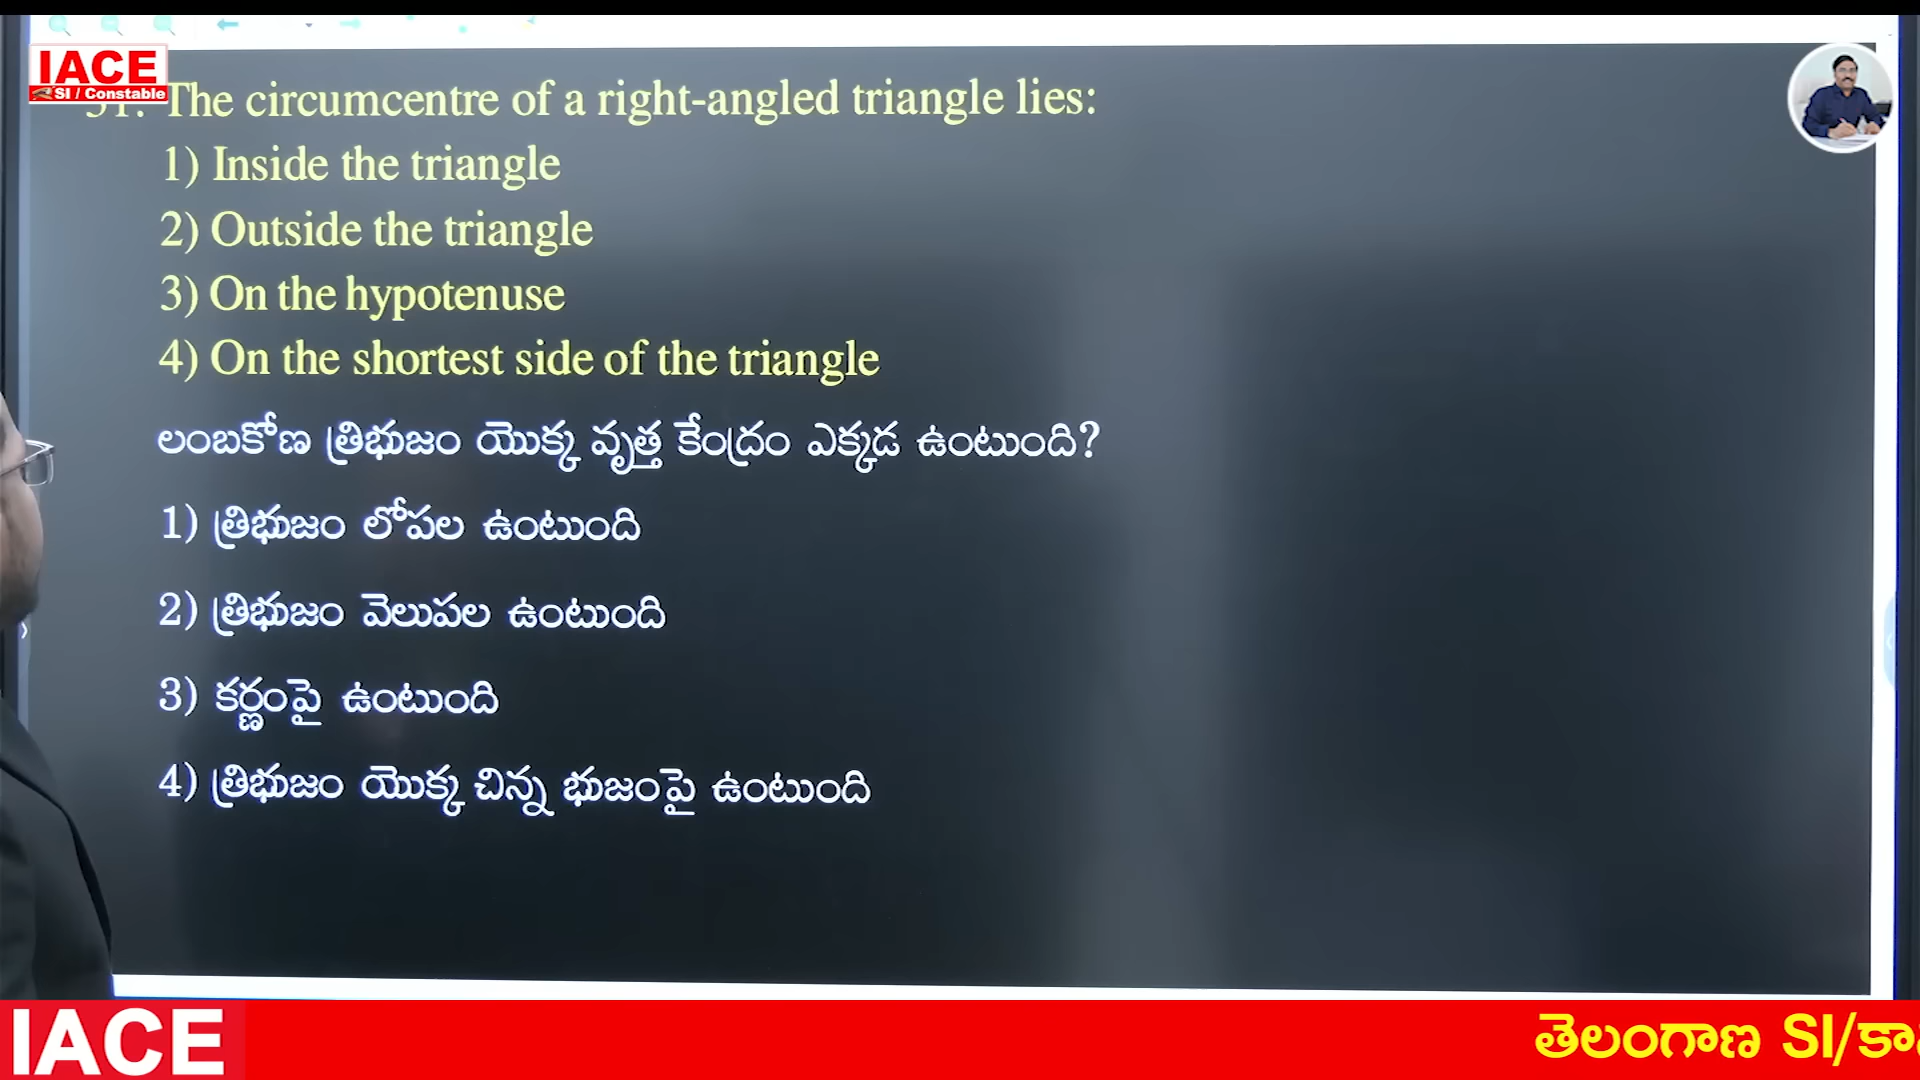 IACE
SI / Constable
The circumcentre of a right-angled triangle lies:
1) Inside the triangle
2) Outside the triangle
3) On the hypotenuse
4) On the shortest side of the triangle
లంబకోణ త్రిభుజం యొక్క వృత్త కేంద్రం ఎక్కడ ఉంటుంది?
1) త్రిభుజం లోపల ఉంటుంది
2) త్రిభుజం వెలుపల ఉంటుంది
3) కర్ణంపై ఉంటుంది
4) త్రిభుజం యొక్క చిన్న భుజంపై ఉంటుంది
IACE
తెలంగాణ SI/